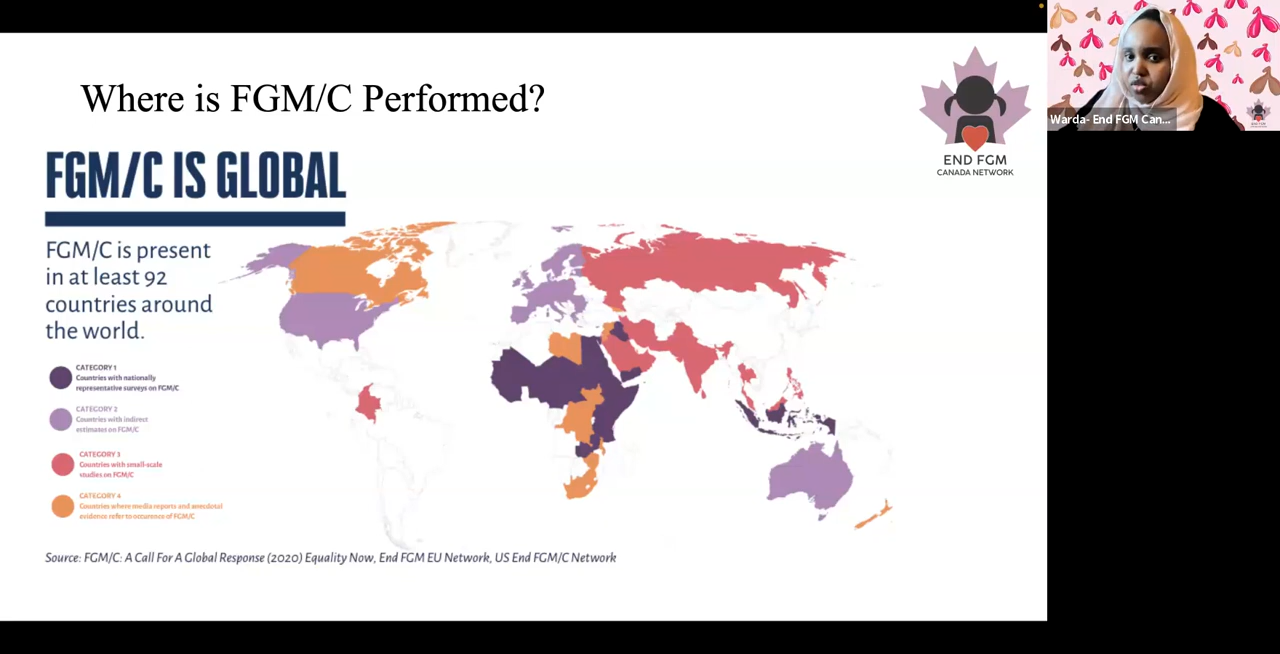 Where is FGM/C Performed?
END FGM
CANADA NETWORK
Warda- End FGM Can...
FGM/C IS GLOBAL
FGM/C is present
in at least 92
countries around
the world.
CATEGORY 1
Countries with nationally
representative surveys on FGM/C
CATEGORY 2
Countries with indirect
estimates on FGM/C
CATEGORY 3
Countries with small-scale
studies on FGM/C
CATEGORY 4
Countries where media reports and anecdotal
evidence refer to occurence of FGM/C
Source: FGM/C: A Call For A Global Response (2020) Equality Now, End FGM EU Network, US End FGM/C Network